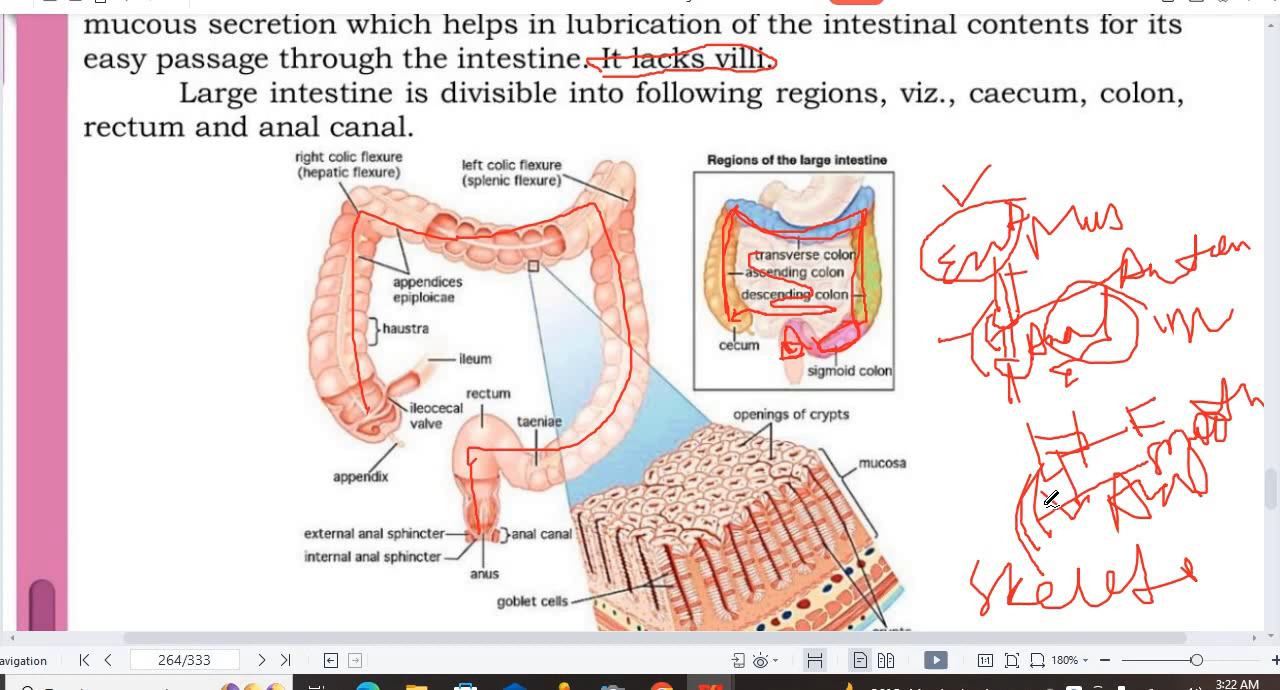 mucous secretion which helps in lubrication of the intestinal contents for its
easy passage through the intestine. It lacks villi.
Large intestine is divisible into following regions, viz., caecum, colon,
rectum and anal canal.
right colic flexure
(hepatic flexure)
left colic flexure
(splenic flexure)
appendices
epiploicae
haustra
ileum
rectum
ileocecal
valve
taeniae
appendix
external anal sphincter
anal canal
internal anal sphincter
anus
goblet cells
Regions of the large intestine
transverse colon
ascending colon
descending colon
cecum
sigmoid colon
openings of crypts
mucosa
avigation
264/333
180%
3:22 AM